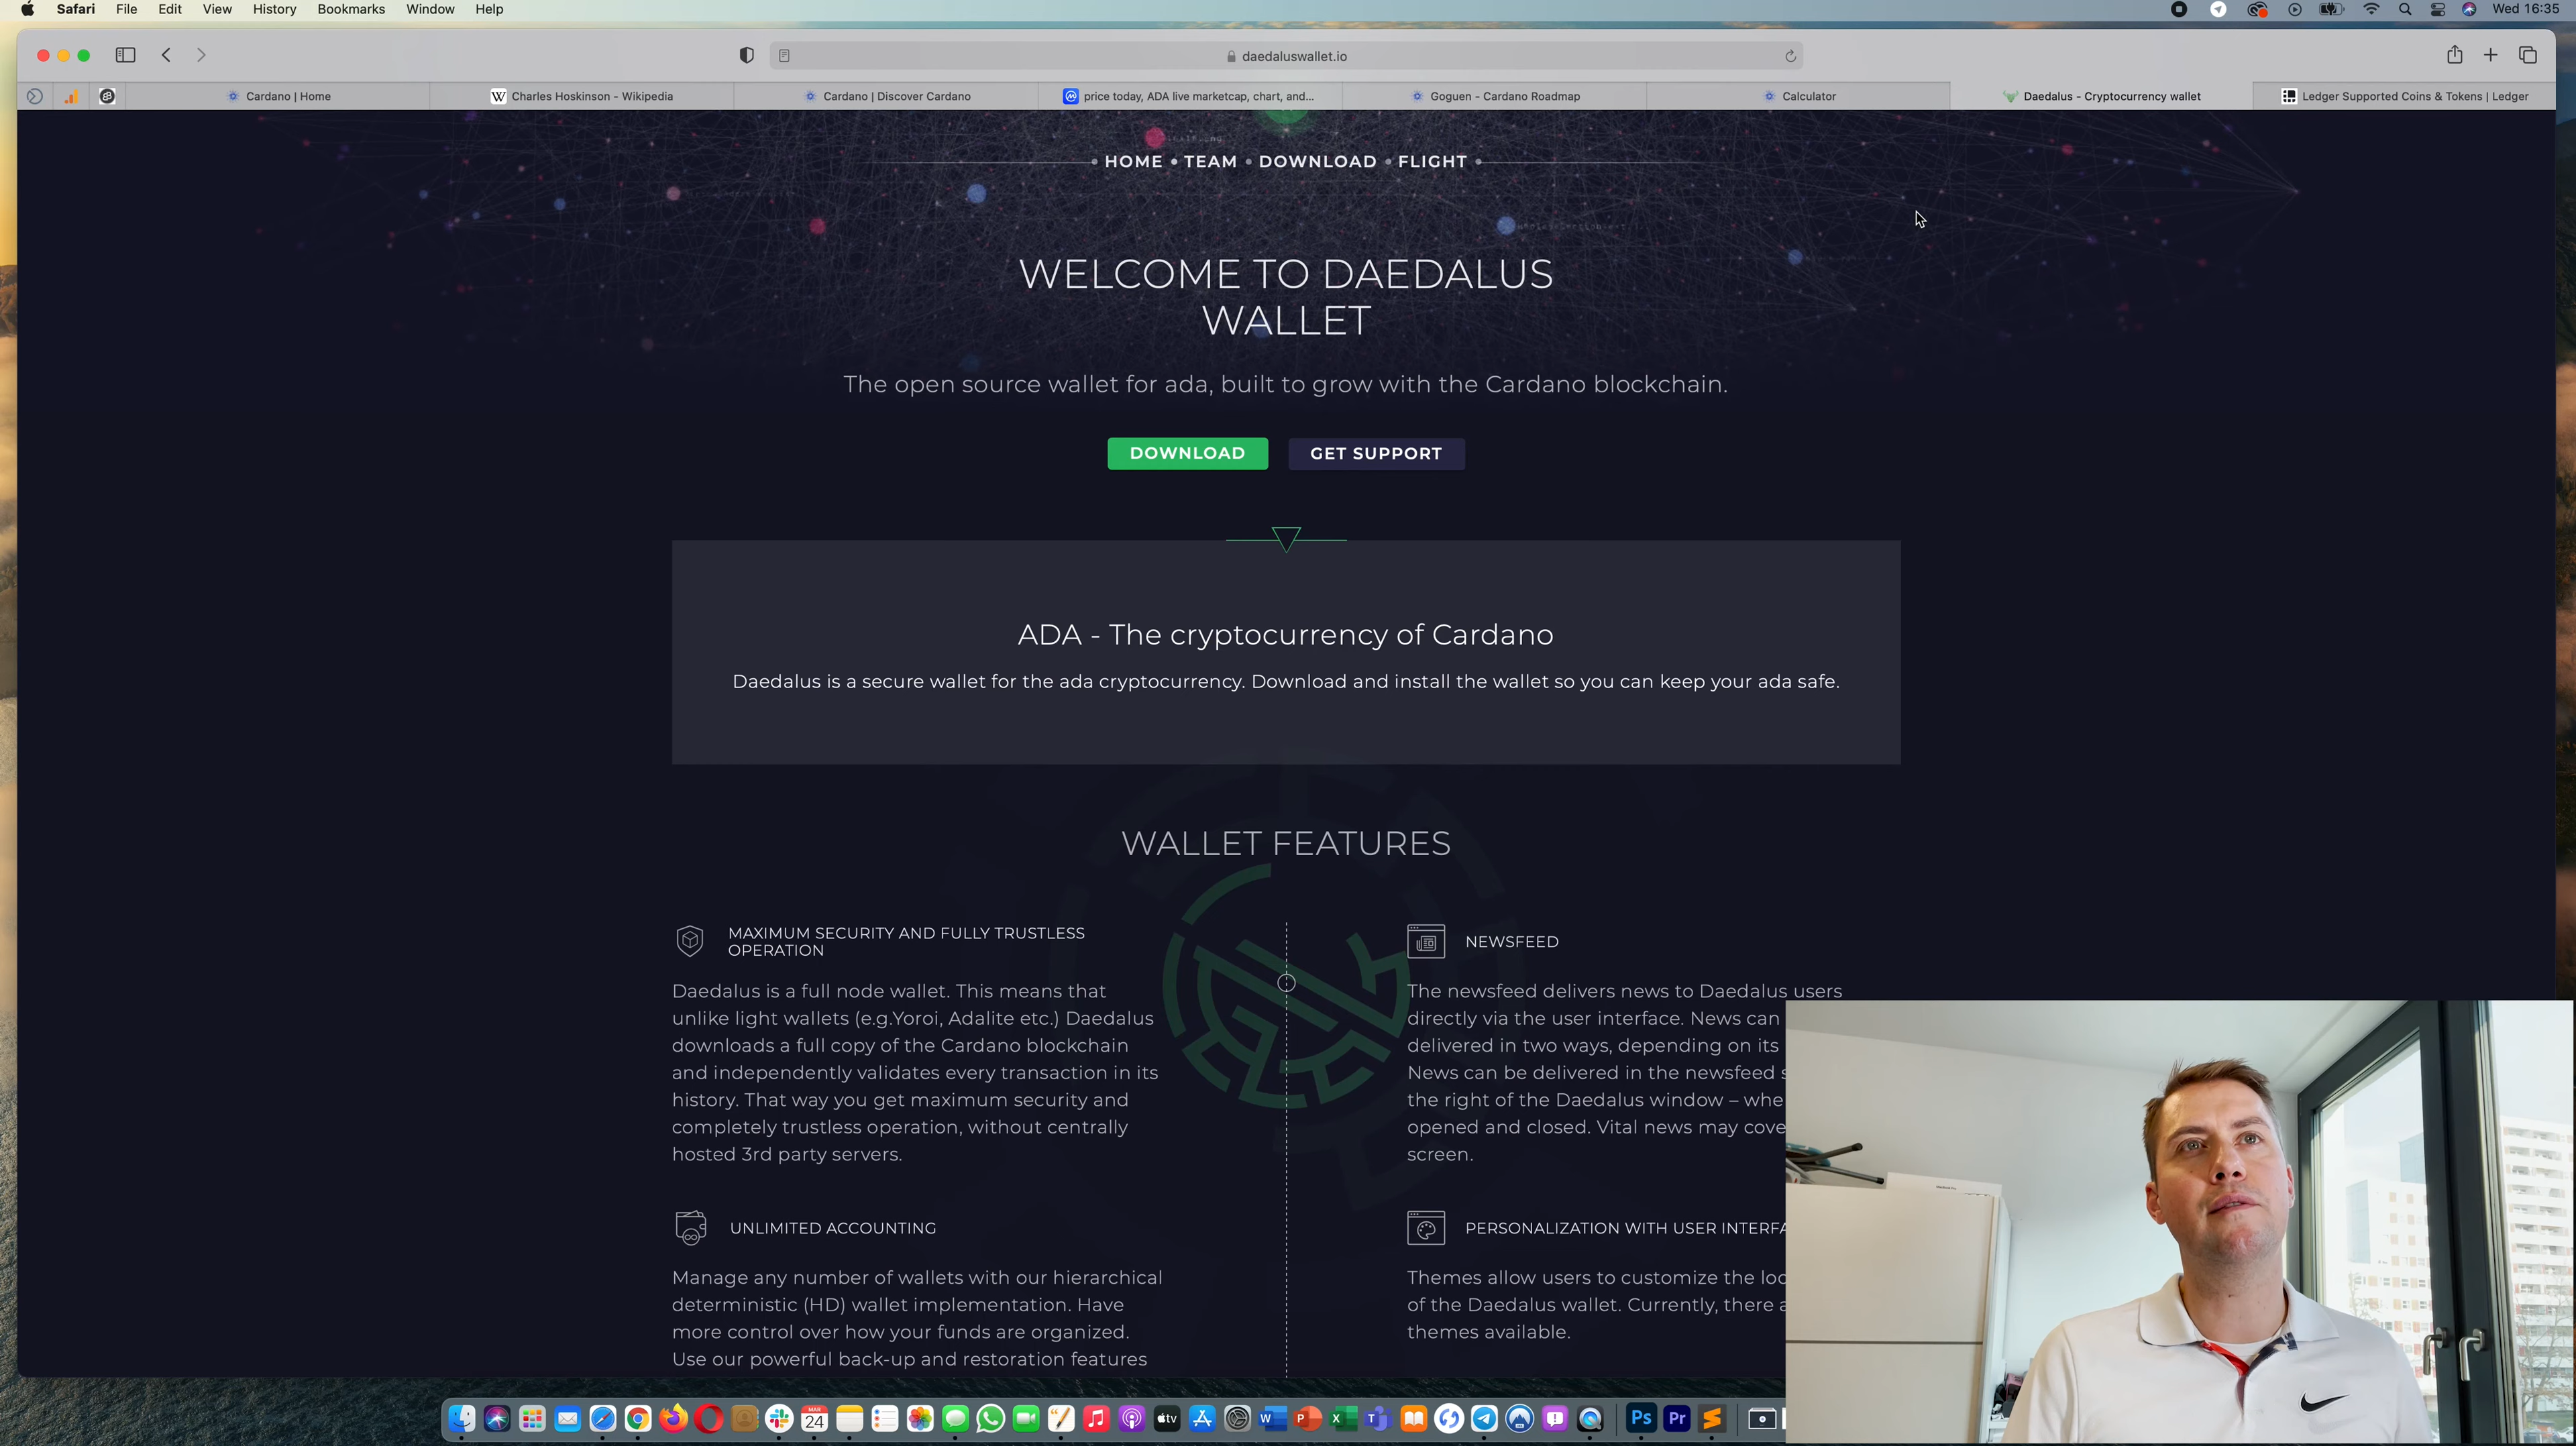 Safari File Edit View History Bookmarks Window Help
Wed 16:35
daedaluswallet.io
Cardano | Home
W Charles Hoskinson - Wikipedia
Cardano | Discover Cardano
price today, ADA live marketcap, chart, and...
Goguen - Cardano Roadmap
Calculator
Daedalus - Cryptocurrency wallet
Ledger Supported Coins & Tokens | Ledger
HOME • TEAM • DOWNLOAD • FLIGHT
WELCOME TO DAEDALUS
WALLET
The open source wallet for ada, built to grow with the Cardano blockchain.
DOWNLOAD
GET SUPPORT
ADA - The cryptocurrency of Cardano
Daedalus is a secure wallet for the ada cryptocurrency. Download and install the wallet so you can keep your ada safe.
WALLET FEATURES
MAXIMUM SECURITY AND FULLY TRUSTLESS
OPERATION
Daedalus is a full node wallet. This means that
unlike light wallets (e.g.Yoroi, Adalite etc.) Daedalus
downloads a full copy of the Cardano blockchain
and independently validates every transaction in its
history. That way you get maximum security and
completely trustless operation, without centrally
hosted 3rd party servers.
NEWSFEED
The newsfeed delivers news to Daedalus users
directly via the user interface. News can
delivered in two ways, depending on its
News can be delivered in the newsfeed s
the right of the Daedalus window – whe
opened and closed. Vital news may cove
screen.
UNLIMITED ACCOUNTING
Manage any number of wallets with our hierarchical
deterministic (HD) wallet implementation. Have
more control over how your funds are organized.
Use our powerful back-up and restoration features
PERSONALIZATION WITH USER INTERFA
Themes allow users to customize the loo
of the Daedalus wallet. Currently, there a
themes available.
MAR
24
tv
W P X T
Ps Pr S